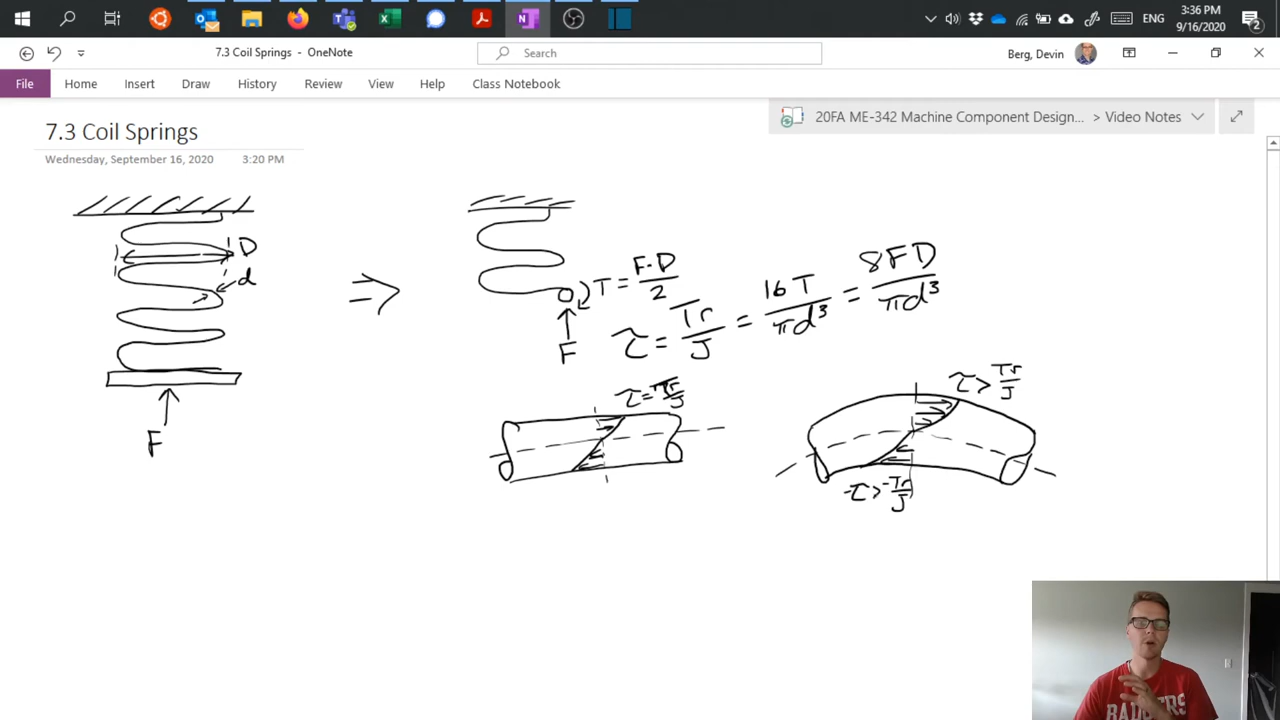 3:36 PM
ENG
9/16/2020
2
7.3 Coil Springs - OneNote
Search
Berg, Devin
File Home Insert Draw History Review View Help Class Notebook
20FA ME-342 Machine Component Design... > Video Notes
7.3 Coil Springs
Wednesday, September 16, 2020 3:20 PM
D
d
F
⇒
T = F·D/2
F
τ = Tr/J = 16T/πd³ = 8FD/πd³
τ = Tr/J
τ > Tr/J
-τ > -Tr/J
BADGERS